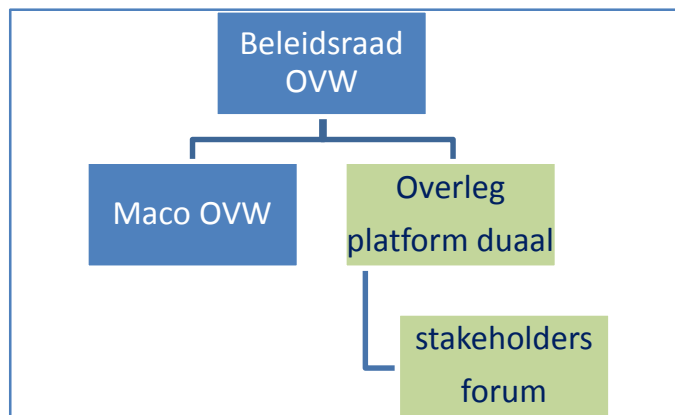 Beleidsraad
OVW
Maco OVW
Overleg
platform duaal
stakeholders
forum